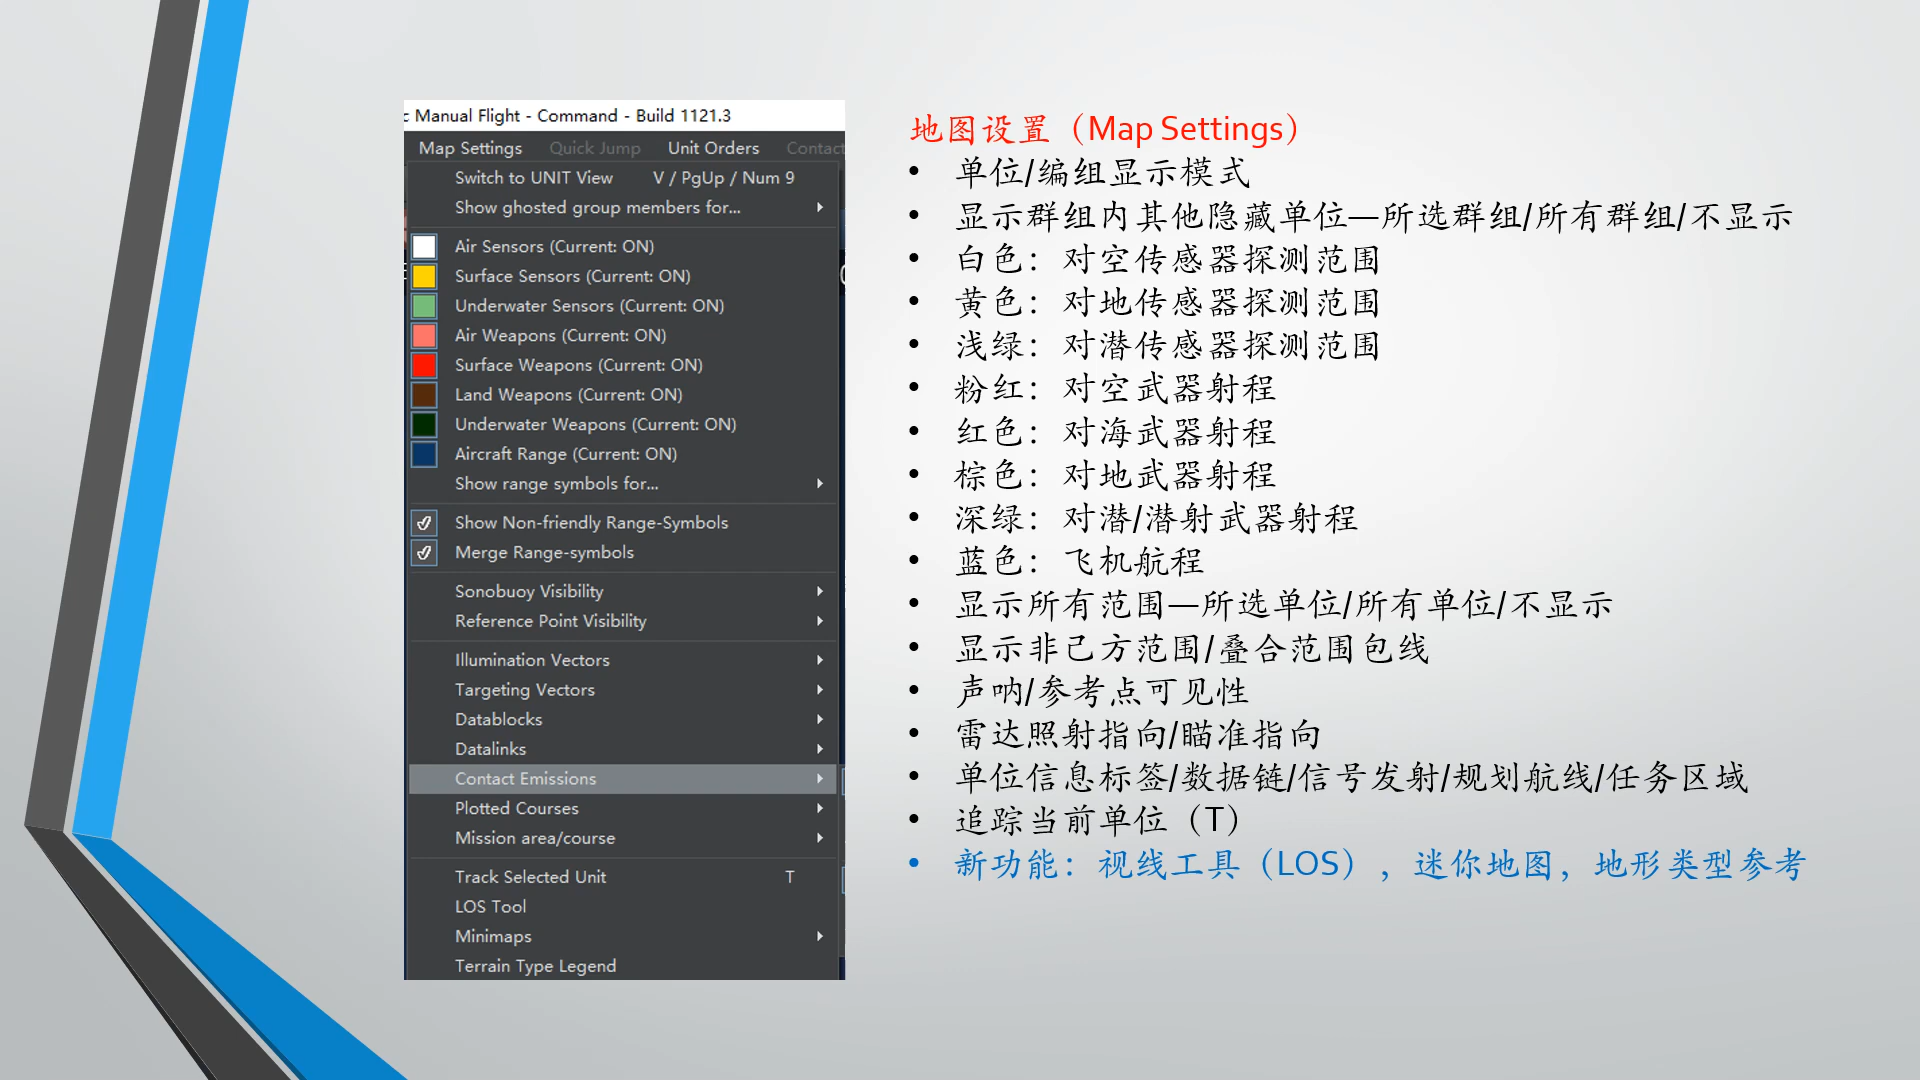 c Manual Flight - Command - Build 1121.3
Map Settings Quick Jump Unit Orders Contact
Switch to UNIT View V / PgUp / Num 9
Show ghosted group members for...
Air Sensors (Current: ON)
Surface Sensors (Current: ON)
Underwater Sensors (Current: ON)
Air Weapons (Current: ON)
Surface Weapons (Current: ON)
Land Weapons (Current: ON)
Underwater Weapons (Current: ON)
Aircraft Range (Current: ON)
Show range symbols for...
Show Non-friendly Range-Symbols
Merge Range-symbols
Sonobuoy Visibility
Reference Point Visibility
Illumination Vectors
Targeting Vectors
Datablocks
Datalinks
Contact Emissions
Plotted Courses
Mission area/course
Track Selected Unit T
LOS Tool
Minimaps
Terrain Type Legend
地图设置（Map Settings）
• 单位/编组显示模式
• 显示群组内其他隐藏单位—所选群组/所有群组/不显示
• 白色：对空传感器探测范围
• 黄色：对地传感器探测范围
• 浅绿：对潜传感器探测范围
• 粉红：对空武器射程
• 红色：对海武器射程
• 棕色：对地武器射程
• 深绿：对潜/潜射武器射程
• 蓝色：飞机航程
• 显示所有范围—所选单位/所有单位/不显示
• 显示非己方范围/叠合范围包线
• 声呐/参考点可见性
• 雷达照射指向/瞄准指向
• 单位信息标签/数据链/信号发射/规划航线/任务区域
• 追踪当前单位（T）
• 新功能：视线工具（LOS），迷你地图，地形类型参考